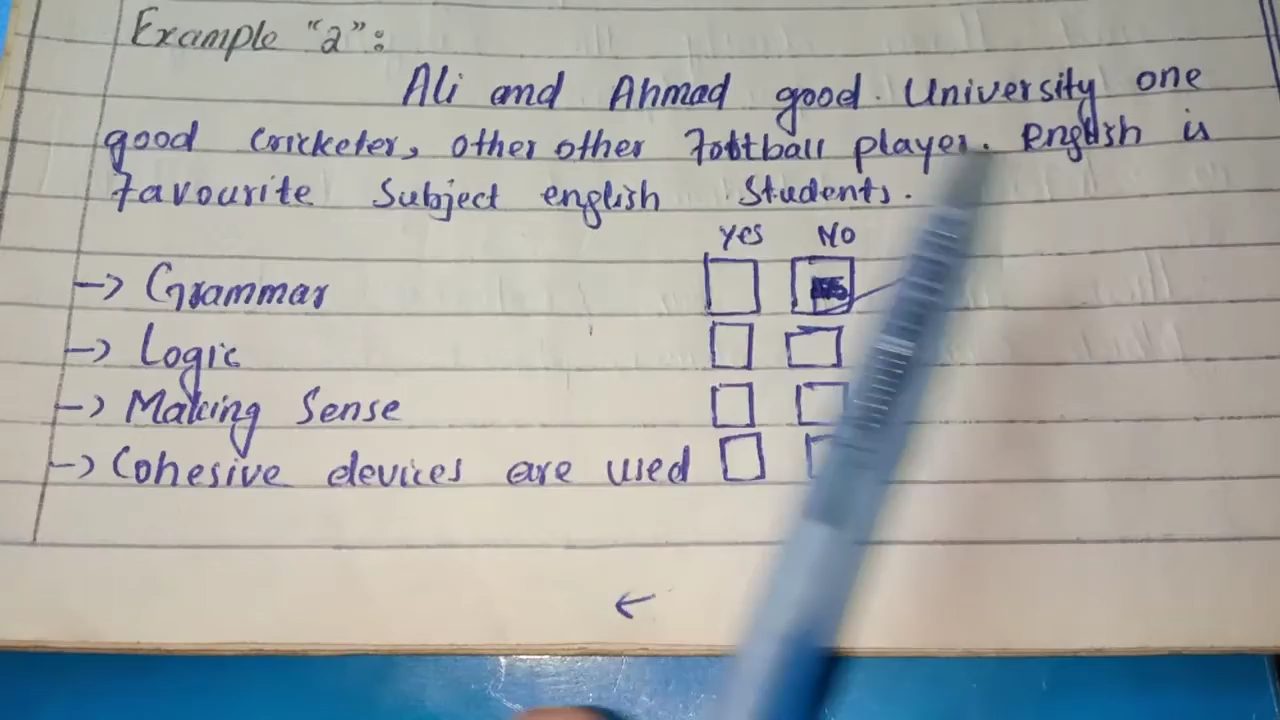 Example "2":
Ali and Ahmad good. University one
good cricketer, other other football player. english is
favourite subject english students.
Yes No
→ Grammar
→ Logic
→ Making Sense
→ Cohesive devices are used
←